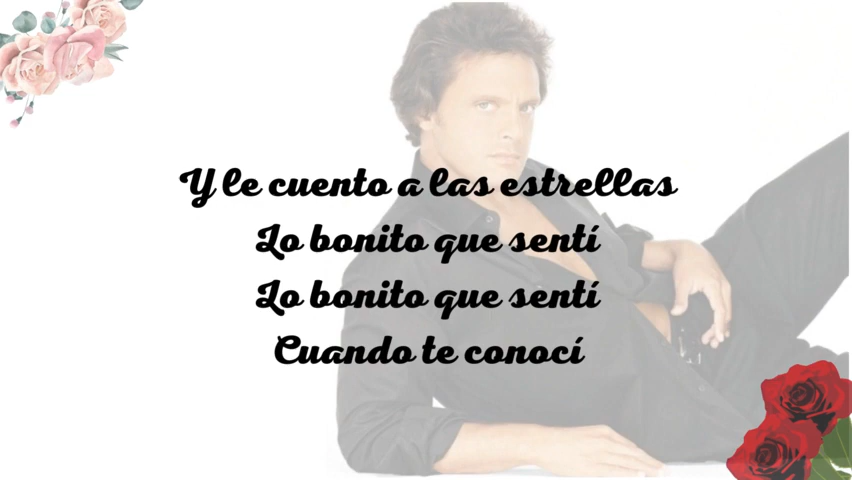 Y le cuento a las estrellas
Lo bonito que sentí
Lo bonito que sentí
Cuando te conocí